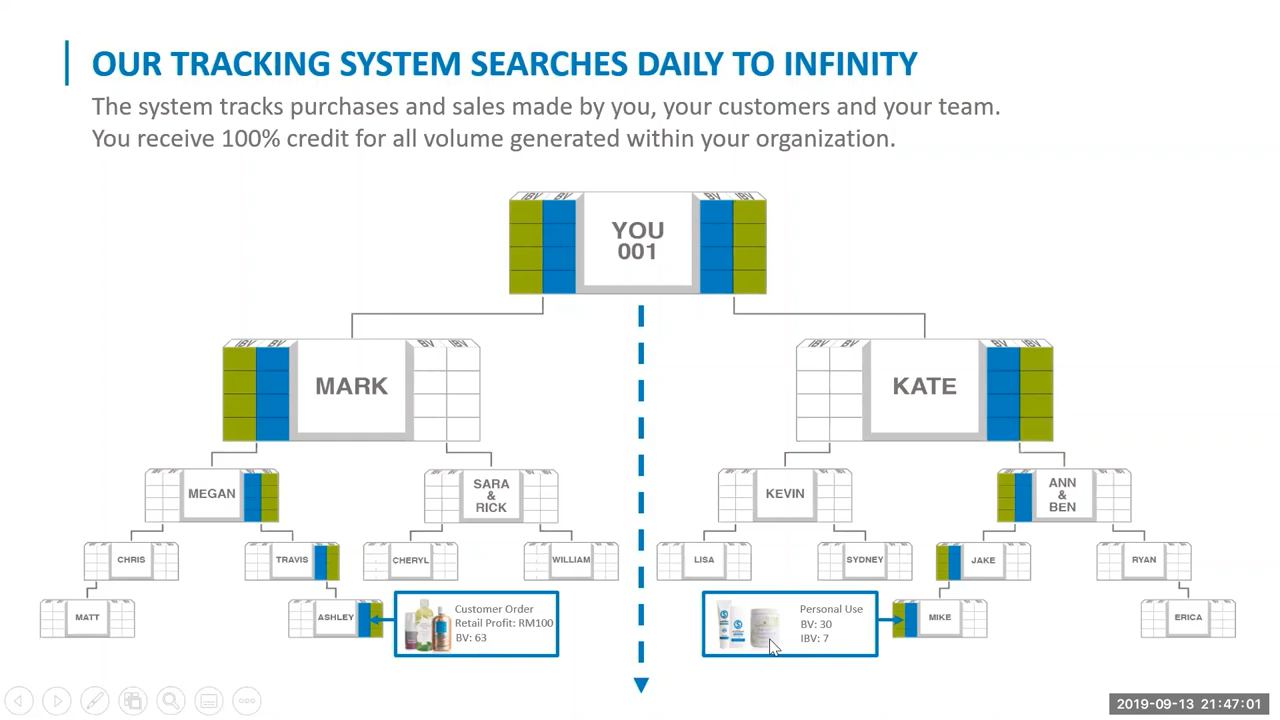 OUR TRACKING SYSTEM SEARCHES DAILY TO INFINITY
The system tracks purchases and sales made by you, your customers and your team.
You receive 100% credit for all volume generated within your organization.
YOU
001
MARK
KATE
MEGAN
SARA
&
RICK
KEVIN
ANN
&
BEN
CHRIS
TRAVIS
CHERYL
WILLIAM
LISA
SYDNEY
JAKE
RYAN
MATT
ASHLEY
Customer Order
Retail Profit: RM100
BV: 63
Personal Use
BV: 30
IBV: 7
MIKE
ERICA
2019-09-13 21:47:01